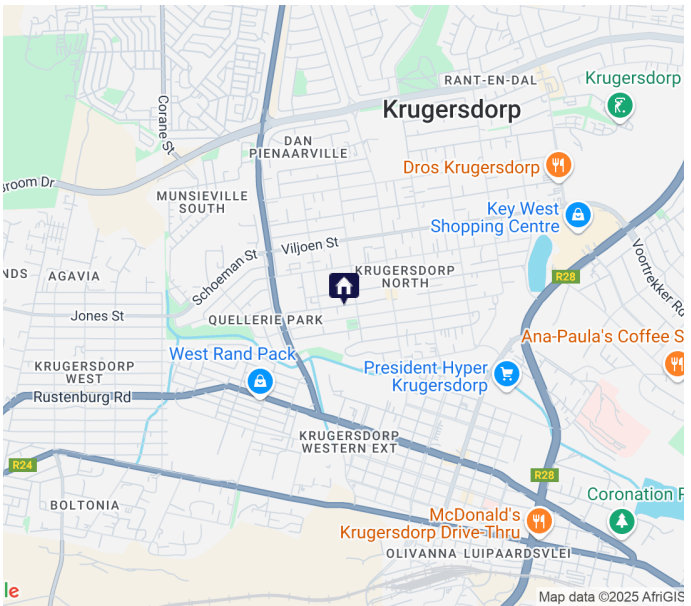 RANT-EN-DAL
Krugersdorp
Krugersdorp
Corane St
DAN
PIENAARVILLE
Dros Krugersdorp
Broom Dr
MUNSIEVILLE
SOUTH
Key West
Shopping Centre
Viljoen St
Schoeman St
Voortrekker Rd
NDS
AGAVIA
KRUGERSDORP
NORTH
R28
Jones St
QUELLERIE PARK
Ana-Paula's Coffee S
West Rand Pack
KRUGERSDORP
WEST
President Hyper
Krugersdorp
Rustenburg Rd
KRUGERSDORP
WESTERN EXT
R24
R28
BOLTONIA
Coronation P
McDonald's
Krugersdorp Drive-Thru
OLIVANNA
LUIPAARDSVLEI
le
Map data ©2025 AfriGIS